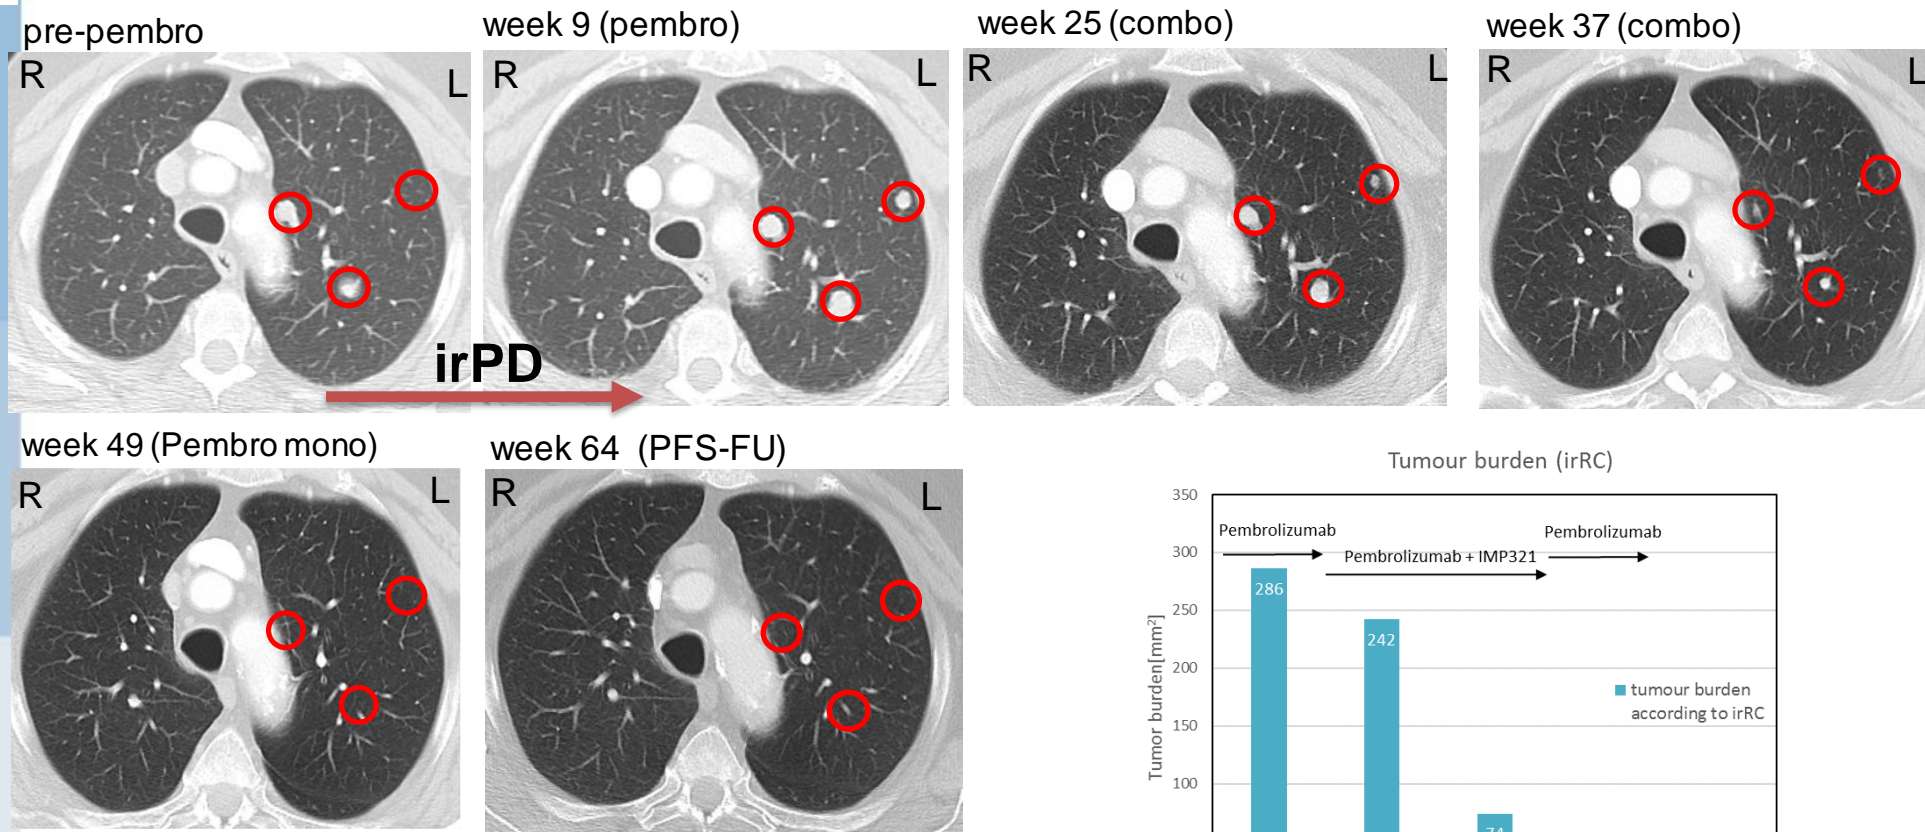 pre-pembro
week 9 (pembro)
week 25 (combo)
week 37 (combo)
R
L
R
L
R
L
R
L
irPD
week 49 (Pembro mono)
week 64 (PFS-FU)
R
L
R
L
Tumour burden (irRC)
350
300
250
200
150
100
Tumor burden[mm²]
Pembrolizumab
Pembrolizumab + IMP321
Pembrolizumab
286
242
74
tumour burden
according to irRC